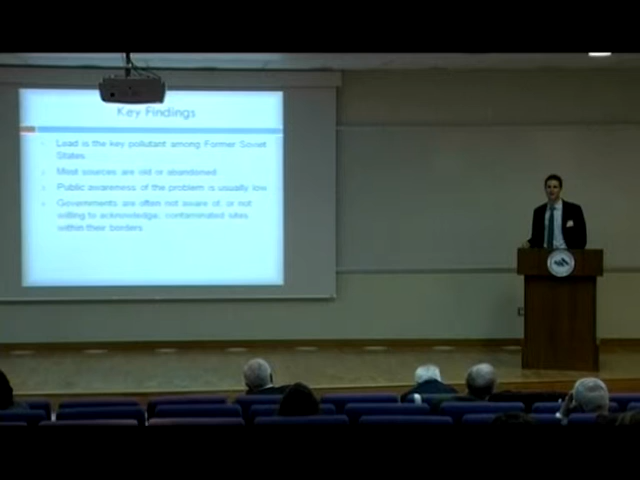 Key Findings
Lead is the key pollutant among Former Soviet
States
Most sources are old or abandoned
Public awareness of the problem is usually low
Governments are often not aware of, or not
willing to acknowledge, contaminated sites
within their borders